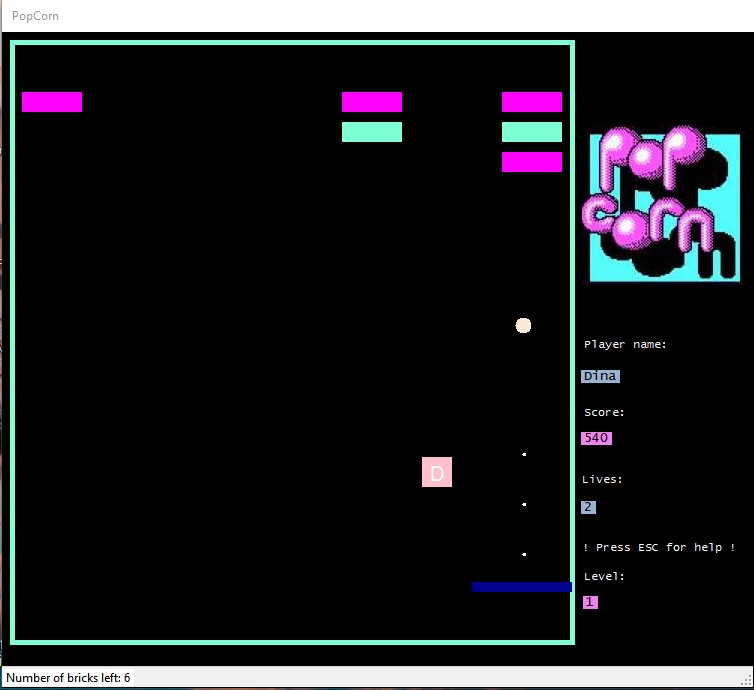 PopCorn
Pop
corn
Player name:
Dina
Score:
540
D
Lives:
2
! Press ESC for help !
Level:
1
Number of bricks left: 6